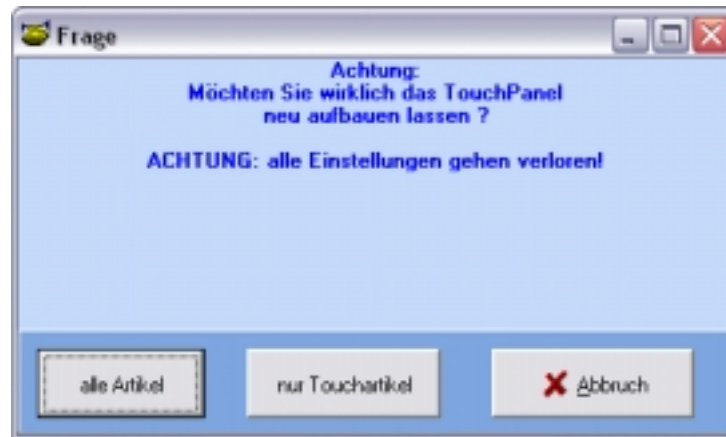 Frage
Achtung:
Möchten Sie wirklich das TouchPanel
neu aufbauen lassen ?
ACHTUNG: alle Einstellungen gehen verloren!
alle Artikel
nur Touchartikel
Abbruch